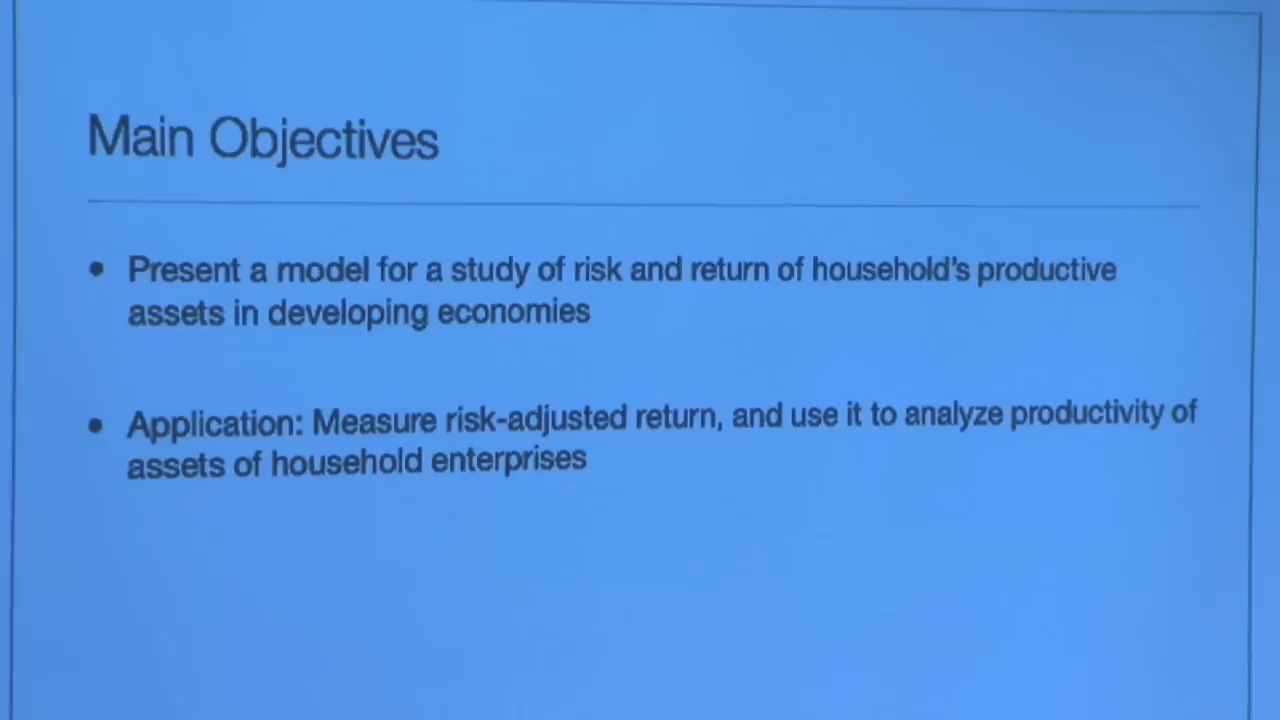 Main Objectives
• Present a model for a study of risk and return of household's productive
assets in developing economies
• Application: Measure risk-adjusted return, and use it to analyze productivity of
assets of household enterprises